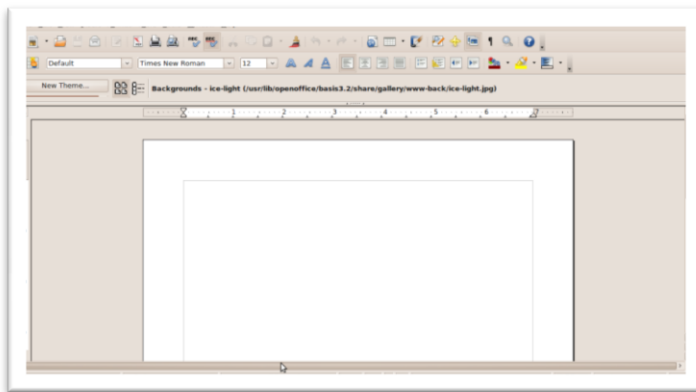 Default Times New Roman 12
New Theme... Backgrounds - ice-light (/usr/lib/openoffice/basis3.2/share/gallery/www-back/ice-light.jpg)
1 2 3 4 5 6 7